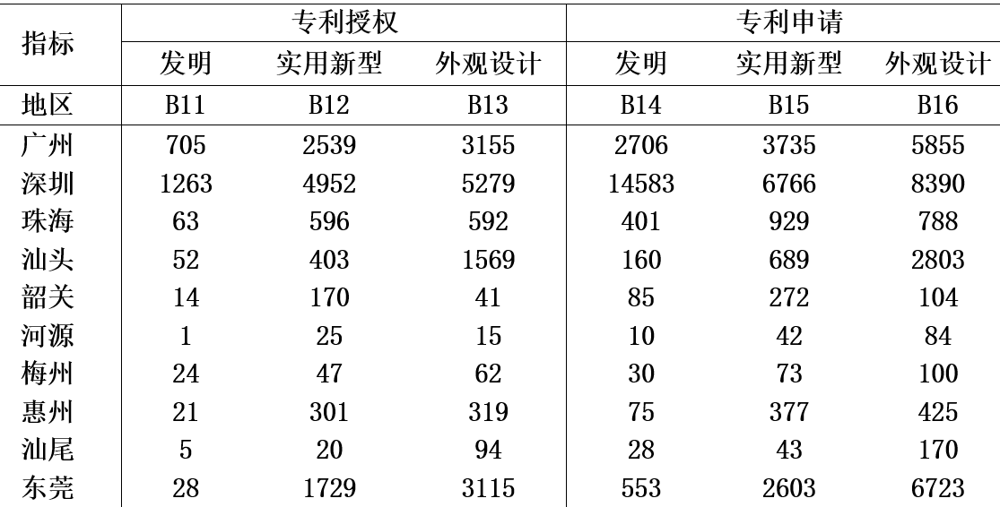 指标 专利授权 专利申请
发明 实用新型 外观设计 发明 实用新型 外观设计
地区 B11 B12 B13 B14 B15 B16
广州 705 2539 3155 2706 3735 5855
深圳 1263 4952 5279 14583 6766 8390
珠海 63 596 592 401 929 788
汕头 52 403 1569 160 689 2803
韶关 14 170 41 85 272 104
河源 1 25 15 10 42 84
梅州 24 47 62 30 73 100
惠州 21 301 319 75 377 425
汕尾 5 20 94 28 43 170
东莞 28 1729 3115 553 2603 6723